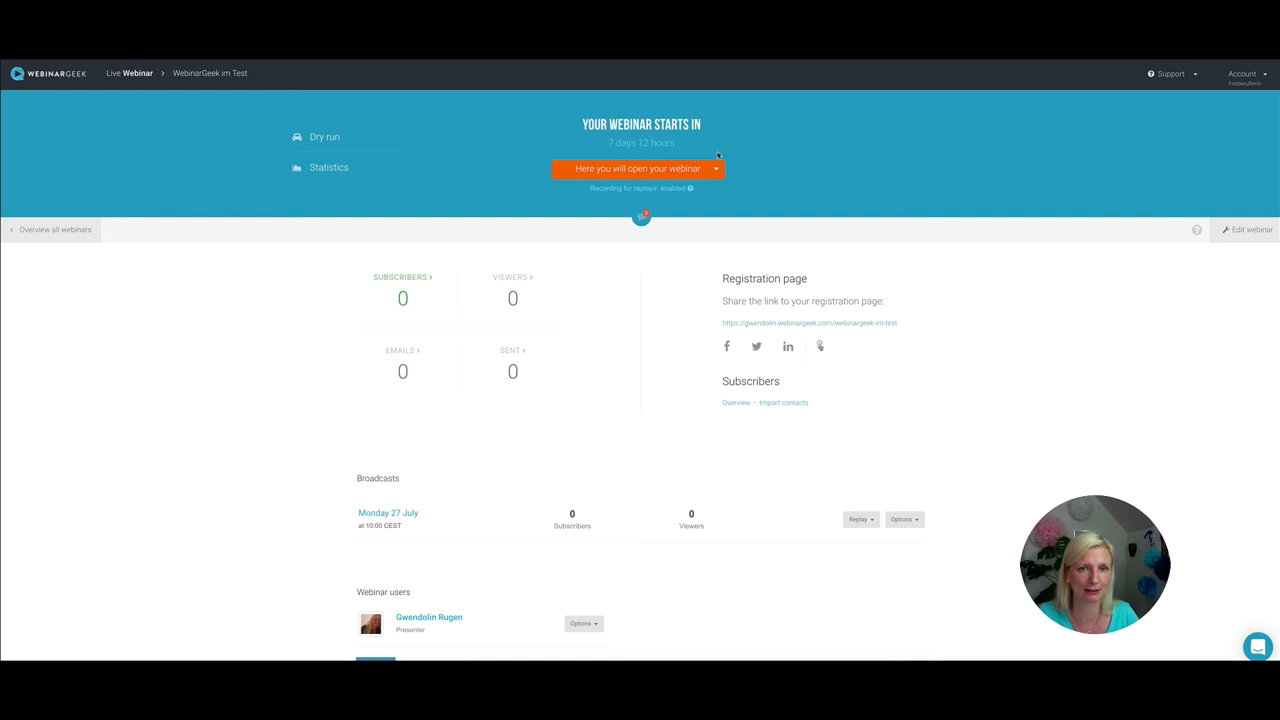 WEBINARGEEK
Live Webinar > WebinarGeek im Test
Support
Account
Freiberuflerin
Dry run
Statistics
YOUR WEBINAR STARTS IN
7 days 12 hours
Here you will open your webinar
Recording for replays: enabled
Overview all webinars
Edit webinar
SUBSCRIBERS >
0
VIEWERS >
0
EMAILS >
0
SENT >
0
Registration page
Share the link to your registration page:
https://gwendolin.webinargeek.com/webinargeek-im-test
Subscribers
Overview • Import contacts
Broadcasts
Monday 27 July
at 10:00 CEST
0
Subscribers
0
Viewers
Replay
Options
Webinar users
Gwendolin Rugen
Presenter
Options